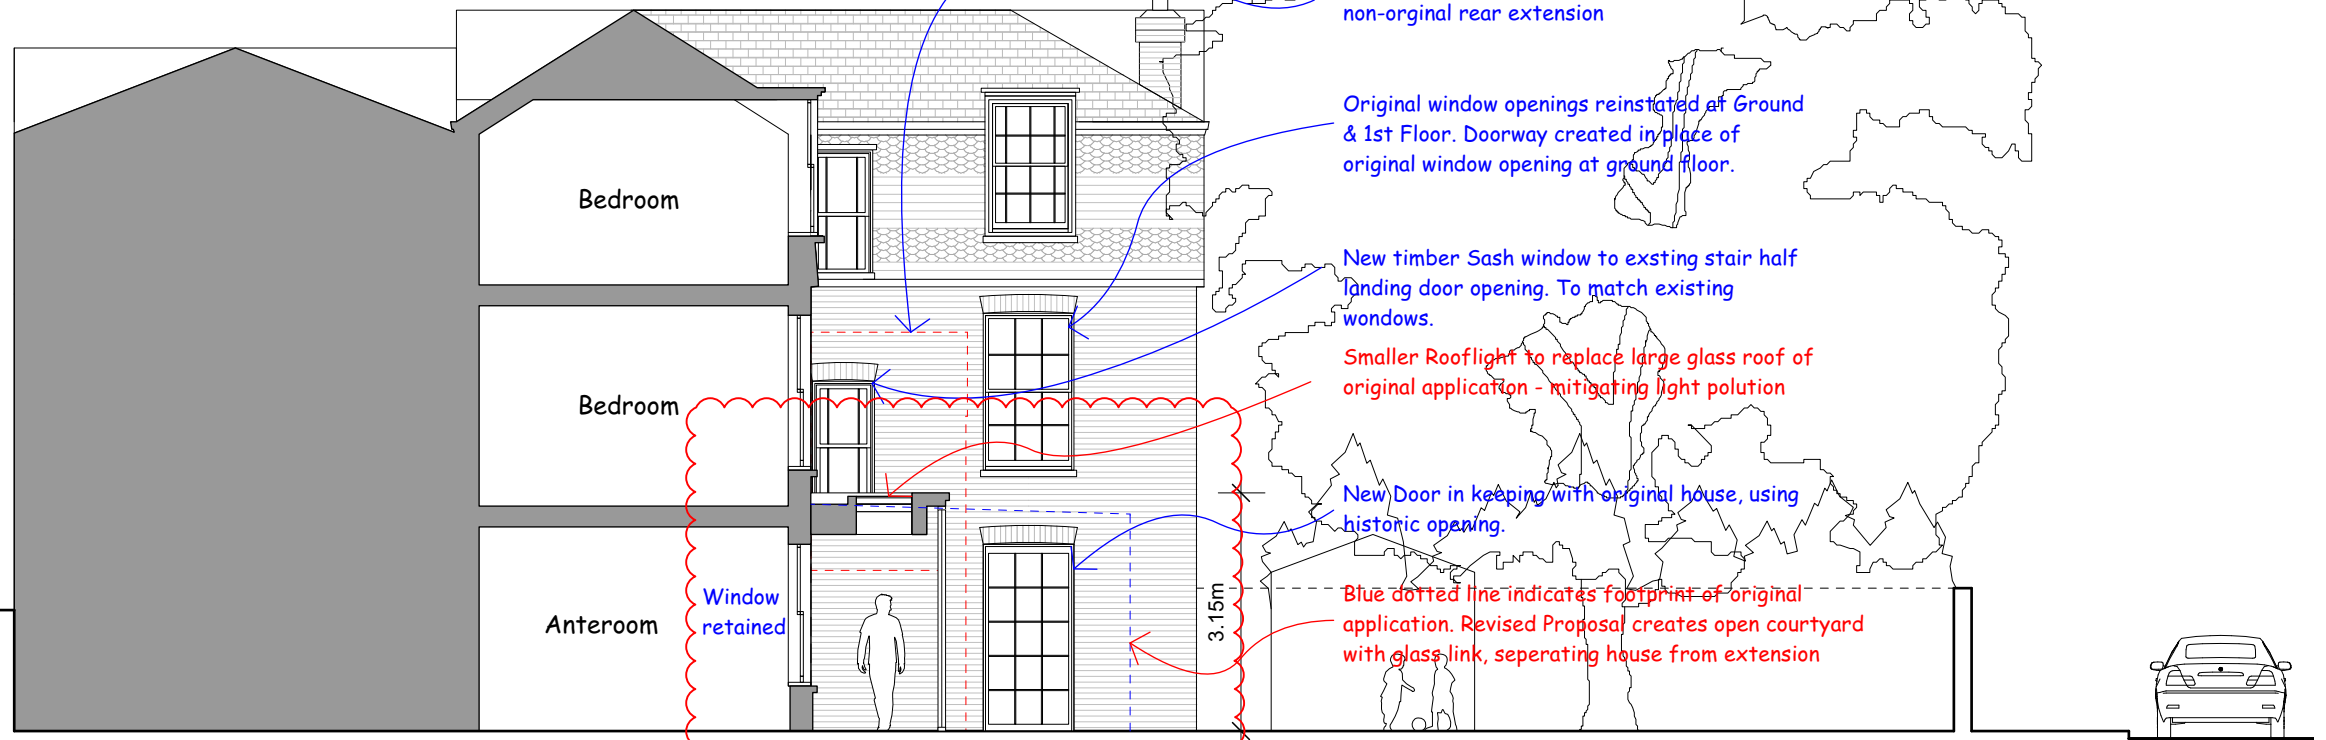 non-orginal rear extension
Original window openings reinstated at Ground
& 1st Floor. Doorway created in place of
original window opening at ground floor.
Bedroom
New timber Sash window to exsting stair half
landing door opening. To match existing
wondows.
Smaller Rooflight to replace large glass roof of
original application - mitigating light polution
Bedroom
New Door in keeping with original house, using
historic opening.
Window
retained
Anteroom
3.15m
Blue dotted line indicates footprint of original
application. Revised Proposal creates open courtyard
with glass link, seperating house from extension